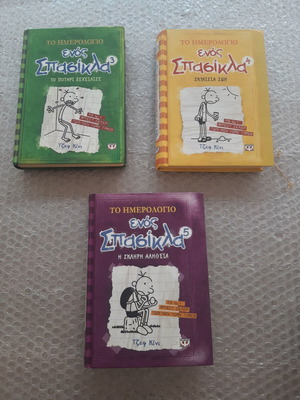 ΤΟ ΗΜΕΡΟΛΟΓΙΟ
ενός
Σπασίκλα 3
ΤΟ ΠΟΤΗΡΙ ΞΕΧΕΙΛΙΣΕ
Τζεφ Κίνι
ΤΟ ΗΜΕΡΟΛΟΓΙΟ
ενός
Σπασίκλα 4
ΣΚΥΛΙΣΙΑ ΖΩΗ
Τζεφ Κίνι
ΤΟ ΗΜΕΡΟΛΟΓΙΟ
ενός
Σπασίκλα 5
Η ΣΚΛΗΡΗ ΑΛΗΘΕΙΑ
Τζεφ Κίνι